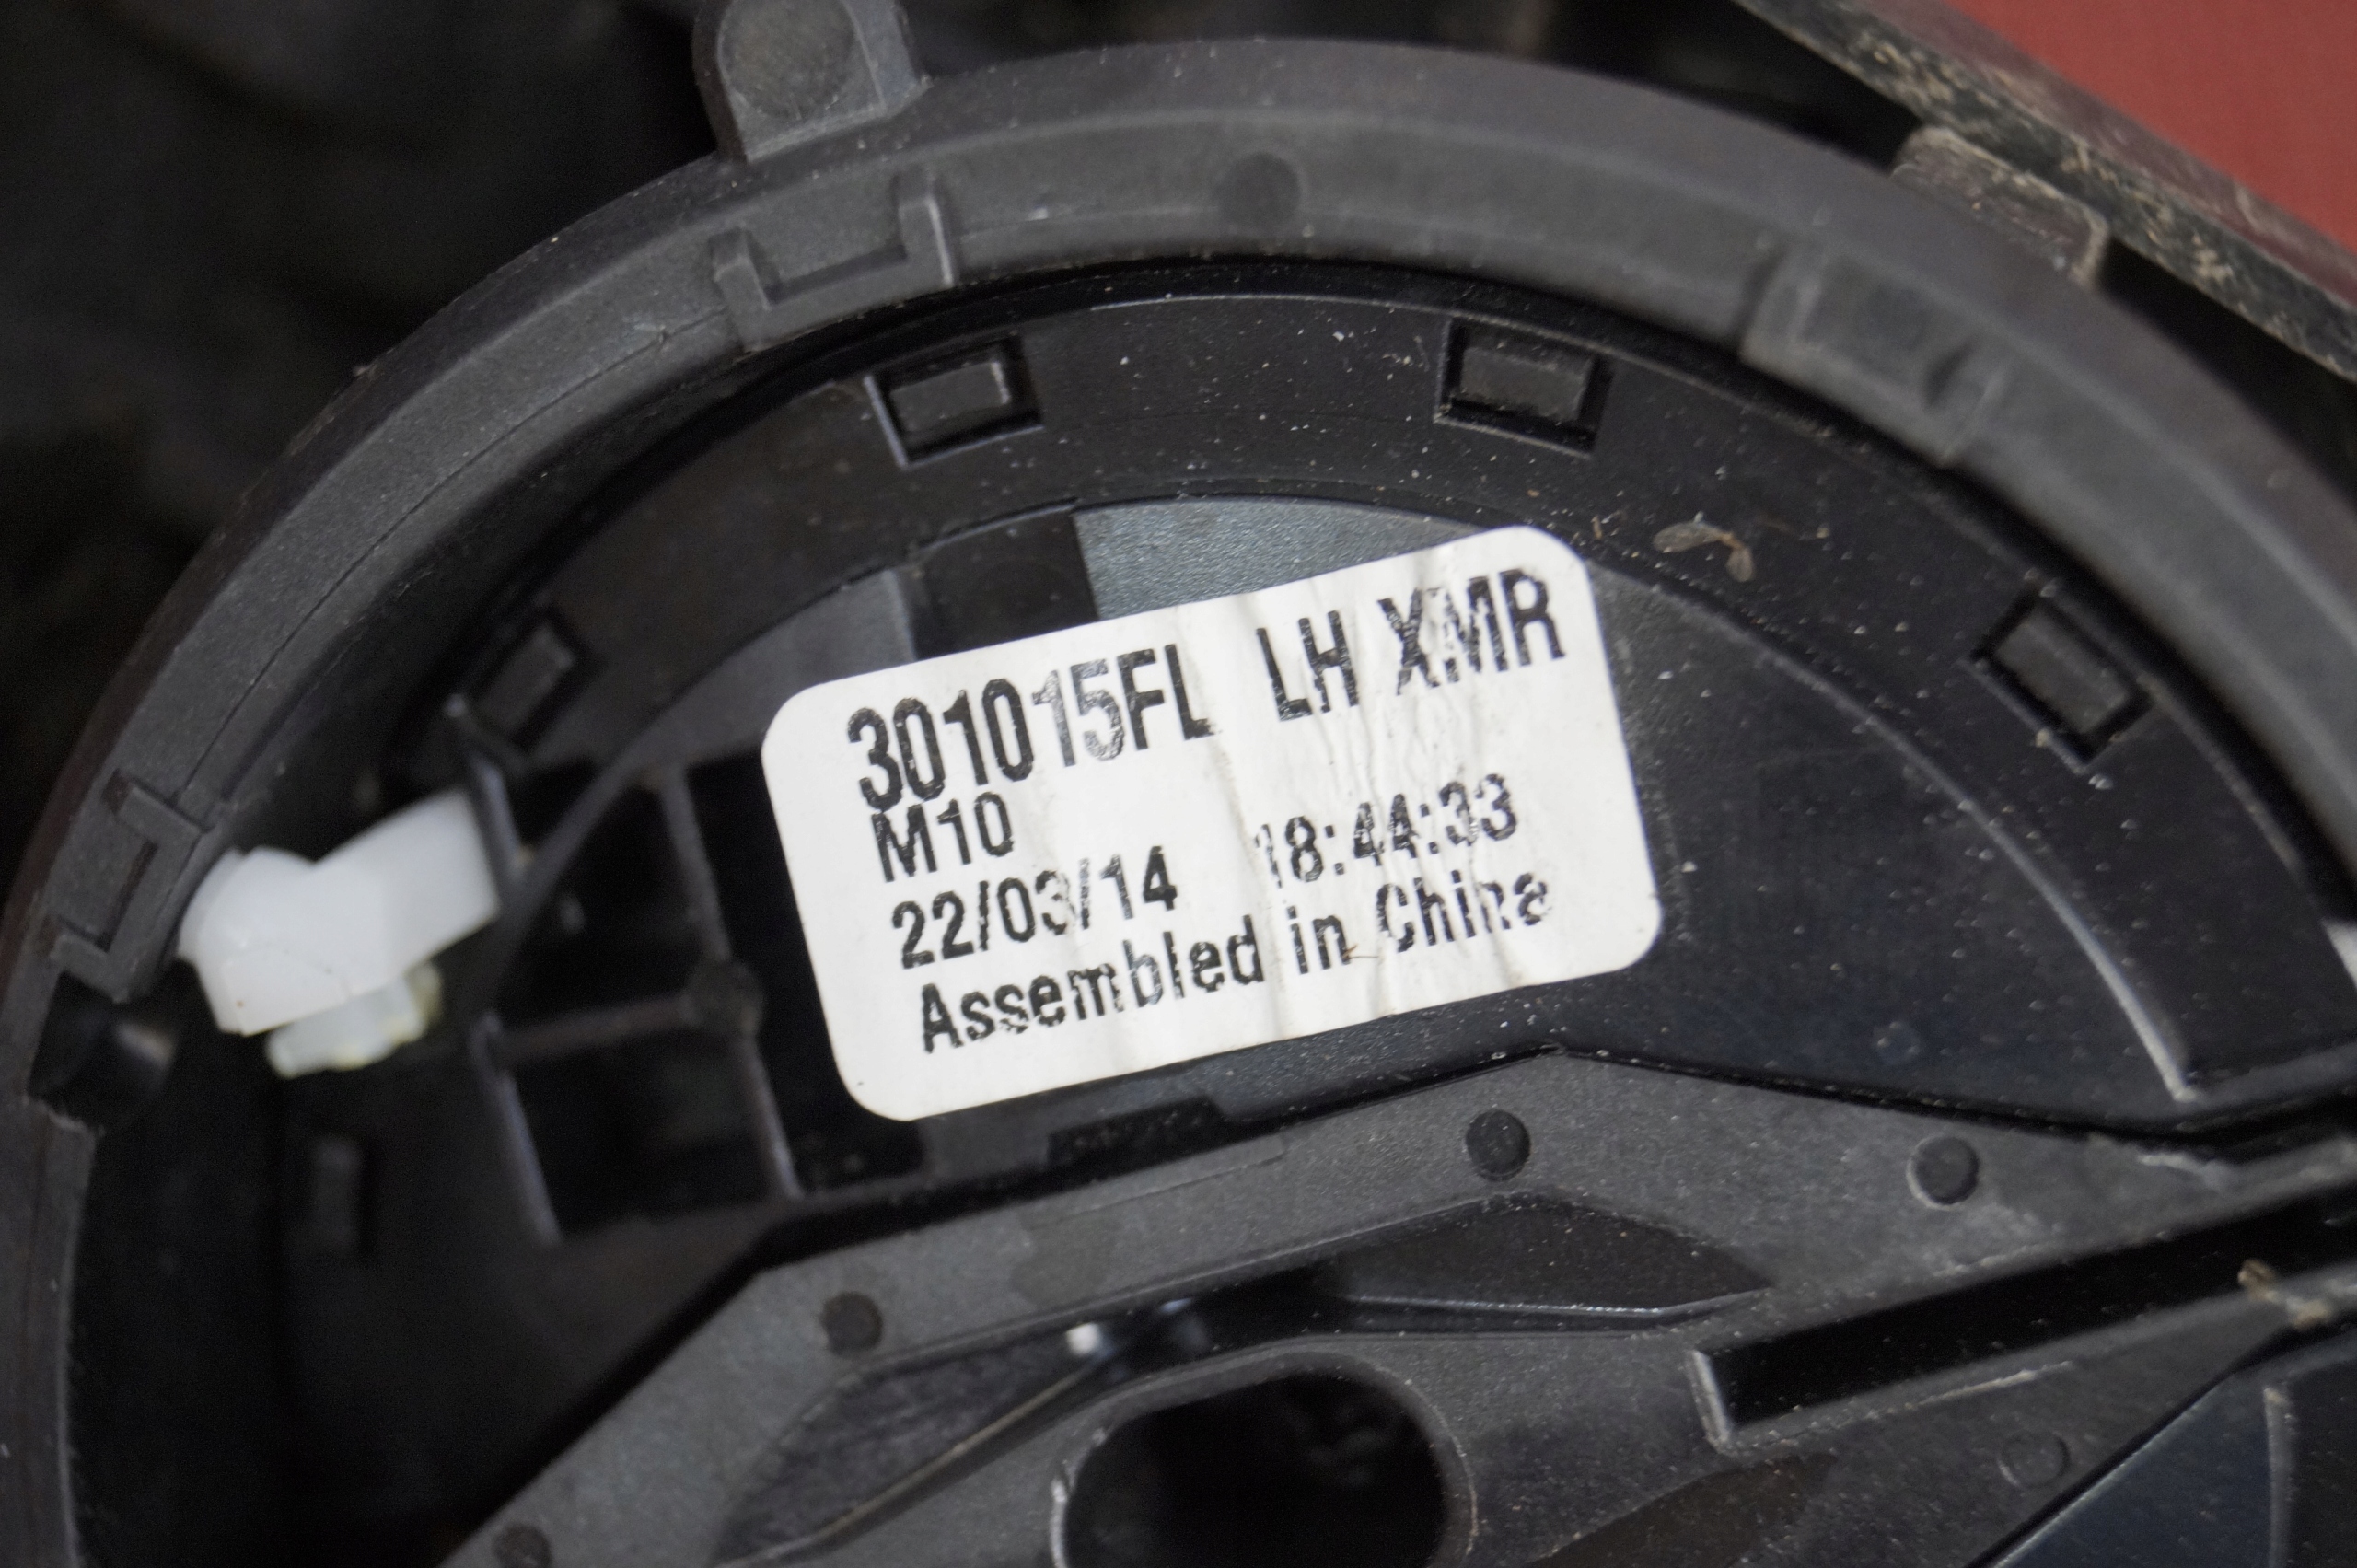 301015FL LH XMR
M10
22/03/14 18:44:33
Assembled in China